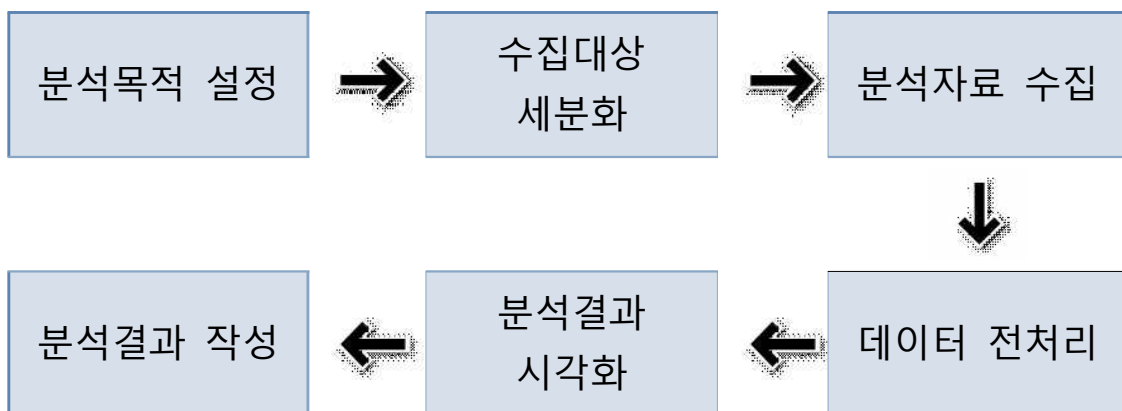 분석목적 설정
수집대상
세분화
분석자료 수집
데이터 전처리
분석결과
시각화
분석결과 작성